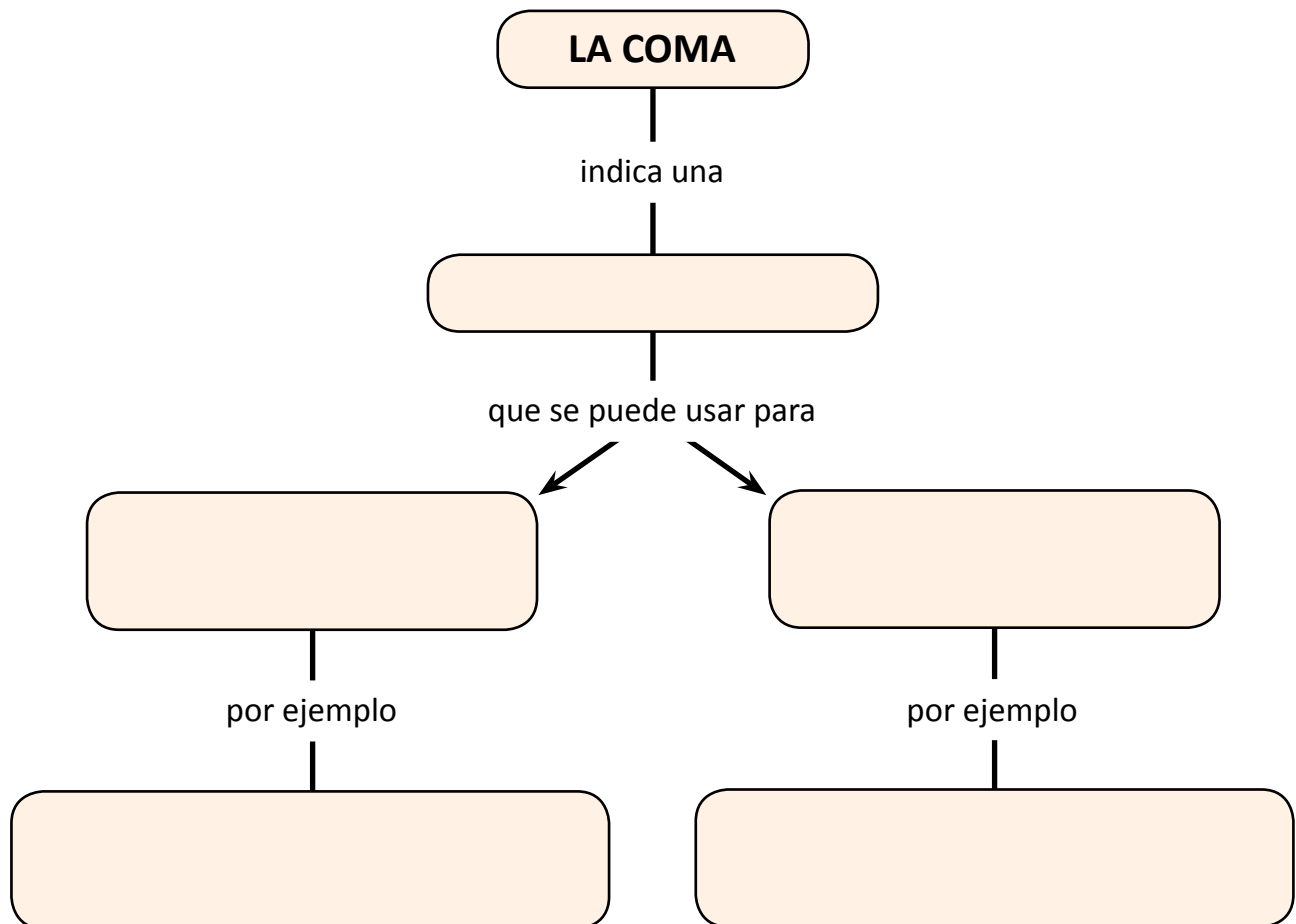 LA COMA
indica una
que se puede usar para
por ejemplo
por ejemplo